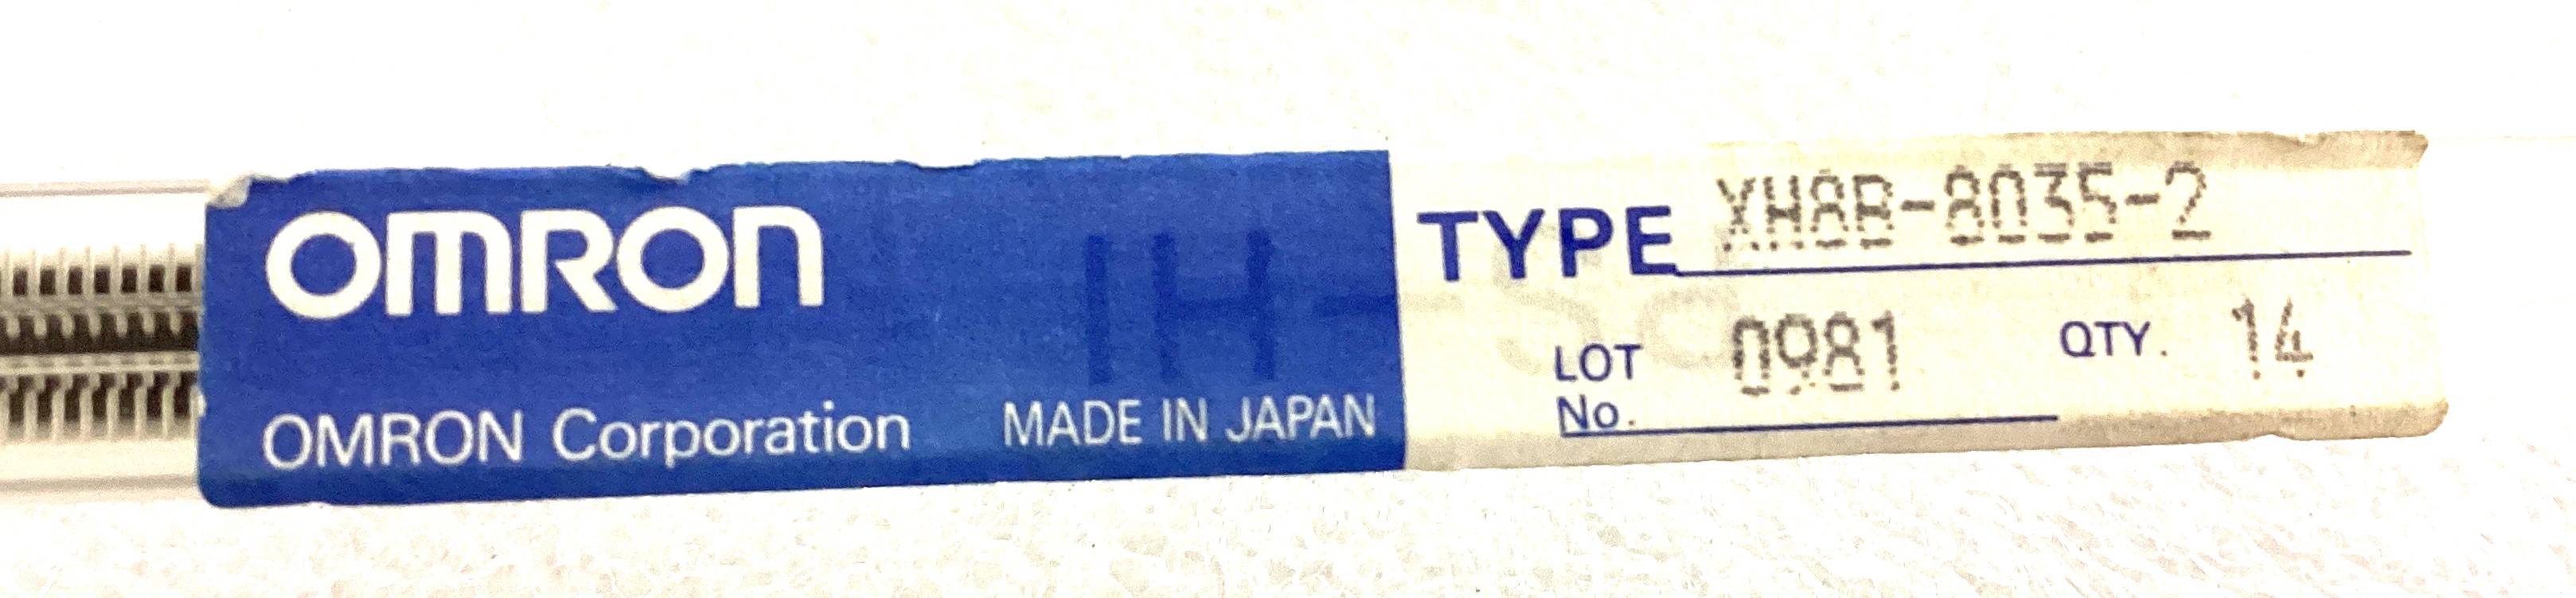 OMRON
OMRON Corporation MADE IN JAPAN
TYPE XH8B-8035-2
LOT No. 0981 QTY. 14